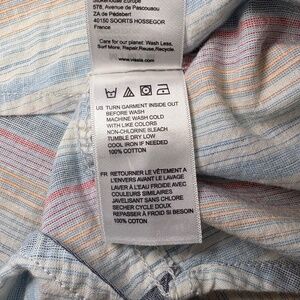 578, Avenue de Pascouaou
ZA de Pédebert
40150 SOORTS HOSSEGOR
France
Care for our planet: Wash Less,
Surf More, Repair, Reuse, Recycle
www.vissla.com
US TURN GARMENT INSIDE OUT
BEFORE WASH
MACHINE WASH COLD
WITH LIKE COLORS
NON-CHLORINE BLEACH
TUMBLE DRY LOW
COOL IRON IF NEEDED
100% COTTON
FR RETOURNER LE VÊTEMENT A
L'ENVERS AVANT LE LAVAGE
LAVER À L'EAU FROIDE AVEC
COULEURS SIMILAIRES
JAVELISANT SANS CHLORE
SECHER CYCLE DOUX
REPASSER À FROID SI BESOIN
100% COTON